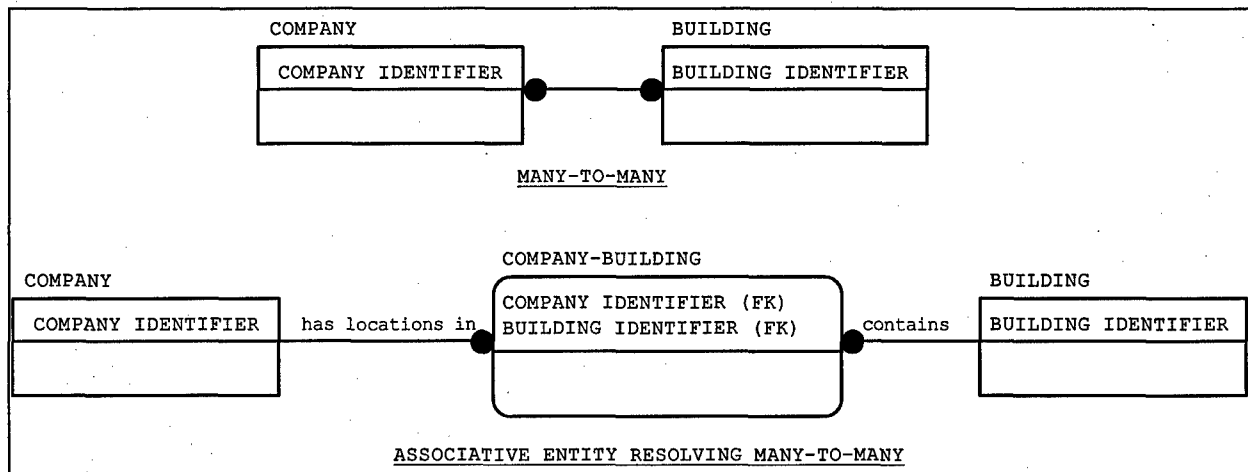 COMPANY BUILDING
COMPANY IDENTIFIER BUILDING IDENTIFIER
MANY-TO-MANY
COMPANY-BUILDING
COMPANY BUILDING
COMPANY IDENTIFIER (FK)
COMPANY IDENTIFIER has locations in BUILDING IDENTIFIER (FK) contains BUILDING IDENTIFIER
ASSOCIATIVE ENTITY RESOLVING MANY-TO-MANY